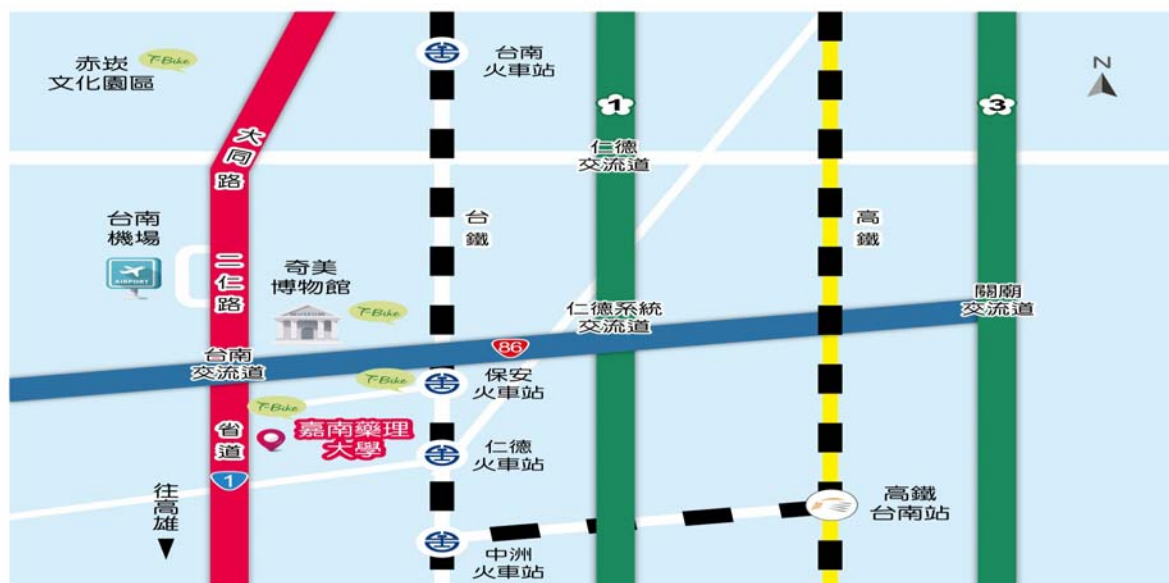 赤崁
文化園區
T-Bike
台南
火車站
1
3
N
大同路
仁德
交流道
台南
機場
AIRPORT
二仁路
台鐵
高鐵
奇美
博物館
MUSEUM
T-Bike
仁德系統
交流道
關廟
交流道
86
台南
交流道
T-Bike
保安
火車站
T-Bike
省道
嘉南藥理
大學
仁德
火車站
1
往高雄
高鐵
台南站
中洲
火車站